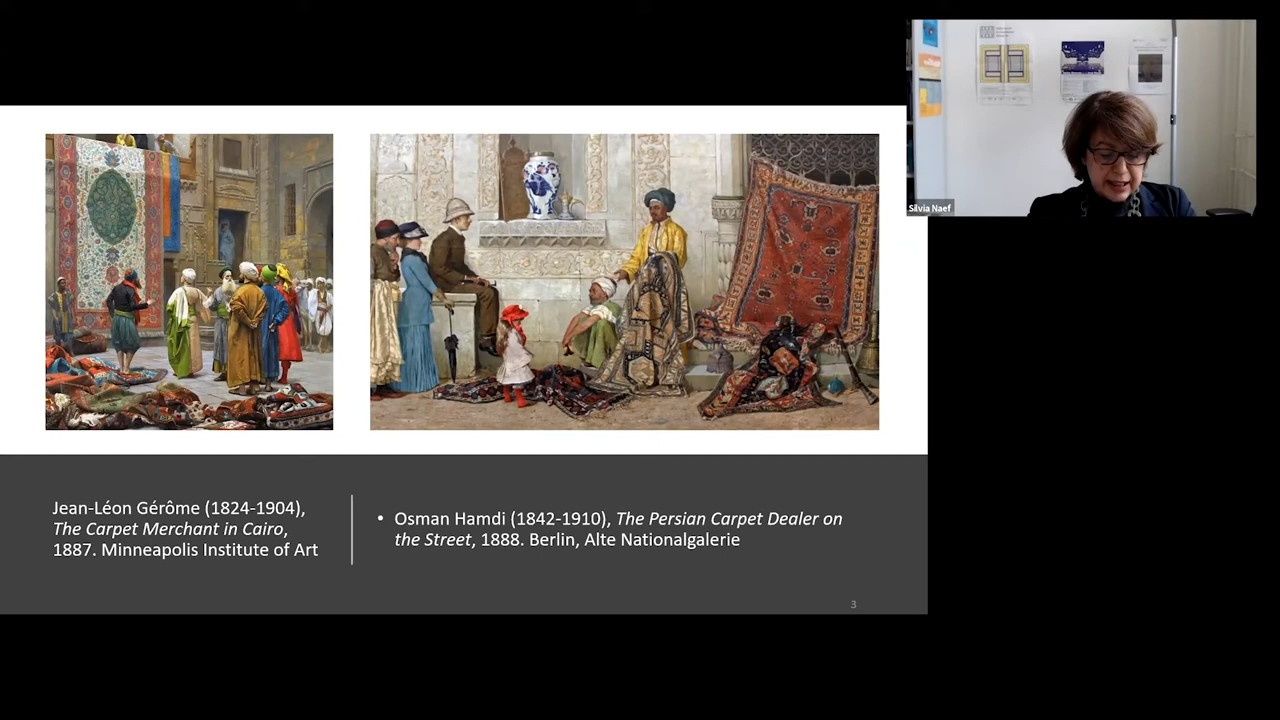 Silvia Naef
Jean-Léon Gérôme (1824-1904),
The Carpet Merchant in Cairo,
1887. Minneapolis Institute of Art
• Osman Hamdi (1842-1910), The Persian Carpet Dealer on
the Street, 1888. Berlin, Alte Nationalgalerie
3